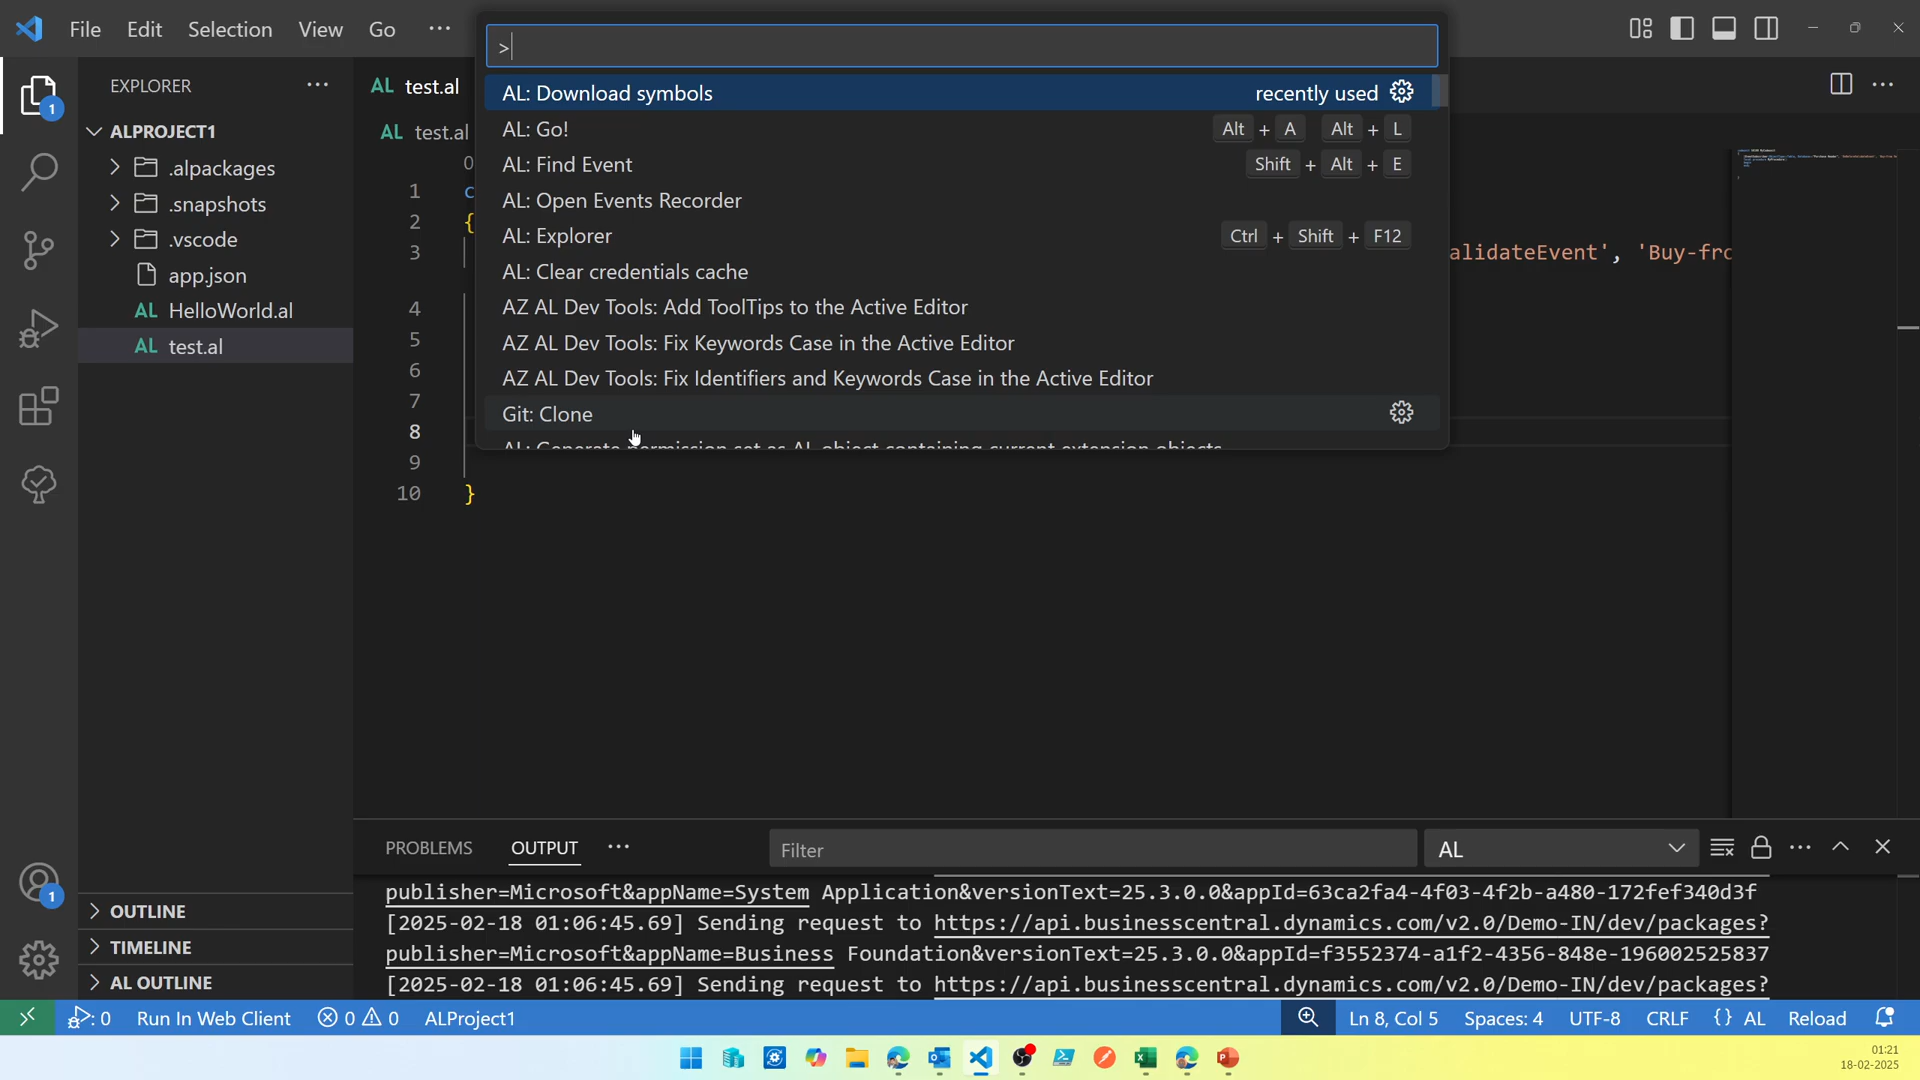 File Edit Selection View Go ···
>
EXPLORER ···
AL test.al
AL: Download symbols recently used
AL: Go! Alt + A Alt + L
AL: Find Event Shift + Alt + E
AL: Open Events Recorder
AL: Explorer Ctrl + Shift + F12
AL: Clear credentials cache
AZ AL Dev Tools: Add ToolTips to the Active Editor
AZ AL Dev Tools: Fix Keywords Case in the Active Editor
AZ AL Dev Tools: Fix Identifiers and Keywords Case in the Active Editor
Git: Clone
AL: Generate permission set as AL object containing current extension objects
ALPROJECT1
.alpackages
.snapshots
.vscode
app.json
AL HelloWorld.al
AL test.al
AL test.al
0
1 c
2 {
3 alidateEvent', 'Buy-fro
4
5
6
7
8
9
10 }
OUTLINE
TIMELINE
AL OUTLINE
1
1
PROBLEMS OUTPUT ··· Filter AL
publisher=Microsoft&appName=System Application&versionText=25.3.0.0&appId=63ca2fa4-4f03-4f2b-a480-172fef340d3f
[2025-02-18 01:06:45.69] Sending request to https://api.businesscentral.dynamics.com/v2.0/Demo-IN/dev/packages?
publisher=Microsoft&appName=Business Foundation&versionText=25.3.0.0&appId=f3552374-a1f2-4356-848e-196002525837
[2025-02-18 01:06:45.69] Sending request to https://api.businesscentral.dynamics.com/v2.0/Demo-IN/dev/packages?
: 0 Run In Web Client 0 0 ALProject1 Ln 8, Col 5 Spaces: 4 UTF-8 CRLF {} AL Reload
01:21
18-02-2025